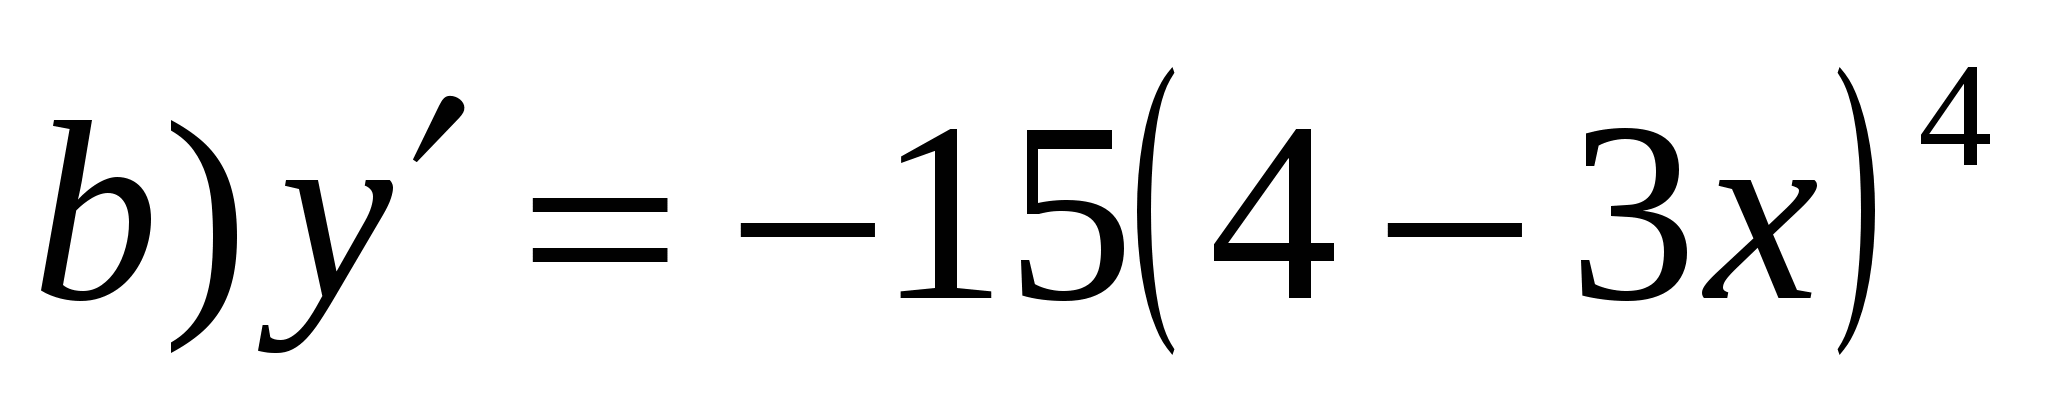 b) y′ = −15(4 − 3x)⁴